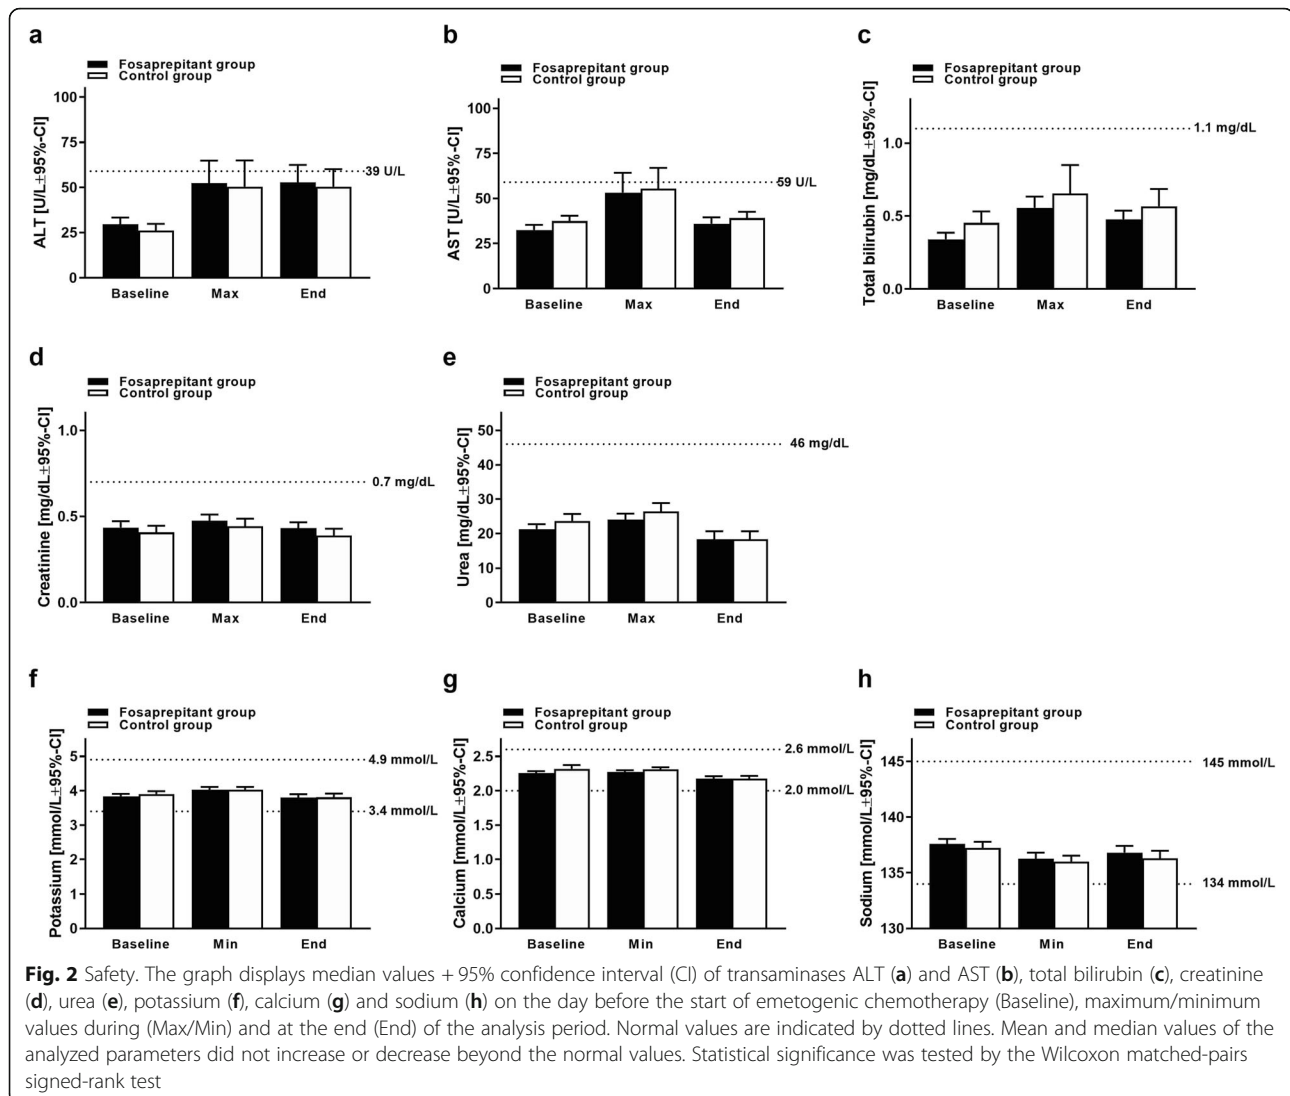 a
Fosaprepitant group
Control group
ALT [U/L±95%-CI]
100
75
50
25
0
39 U/L
Baseline Max End
b
Fosaprepitant group
Control group
AST [U/L±95%-CI]
100
75
50
25
0
59 U/L
Baseline Max End
c
Fosaprepitant group
Control group
Total bilirubin [mg/dL±95%-CI]
1.0
0.5
0.0
1.1 mg/dL
Baseline Max End
d
Fosaprepitant group
Control group
Creatinine [mg/dL±95%-CI]
1.0
0.5
0.0
0.7 mg/dL
Baseline Max End
e
Fosaprepitant group
Control group
Urea [mg/dL±95%-CI]
50
40
30
20
10
0
46 mg/dL
Baseline Max End
f
Fosaprepitant group
Control group
Potassium [mmol/L±95%-CI]
5
4
3
2
1
0
4.9 mmol/L
3.4 mmol/L
Baseline Min End
g
Fosaprepitant group
Control group
Calcium [mmol/L±95%-CI]
2.5
2.0
1.5
1.0
0.5
0.0
2.6 mmol/L
2.0 mmol/L
Baseline Min End
h
Fosaprepitant group
Control group
Sodium [mmol/L±95%-CI]
145
140
135
130
145 mmol/L
134 mmol/L
Baseline Min End
Fig. 2 Safety. The graph displays median values + 95% confidence interval (CI) of transaminases ALT (a) and AST (b), total bilirubin (c), creatinine
(d), urea (e), potassium (f), calcium (g) and sodium (h) on the day before the start of emetogenic chemotherapy (Baseline), maximum/minimum
values during (Max/Min) and at the end (End) of the analysis period. Normal values are indicated by dotted lines. Mean and median values of the
analyzed parameters did not increase or decrease beyond the normal values. Statistical significance was tested by the Wilcoxon matched-pairs
signed-rank test